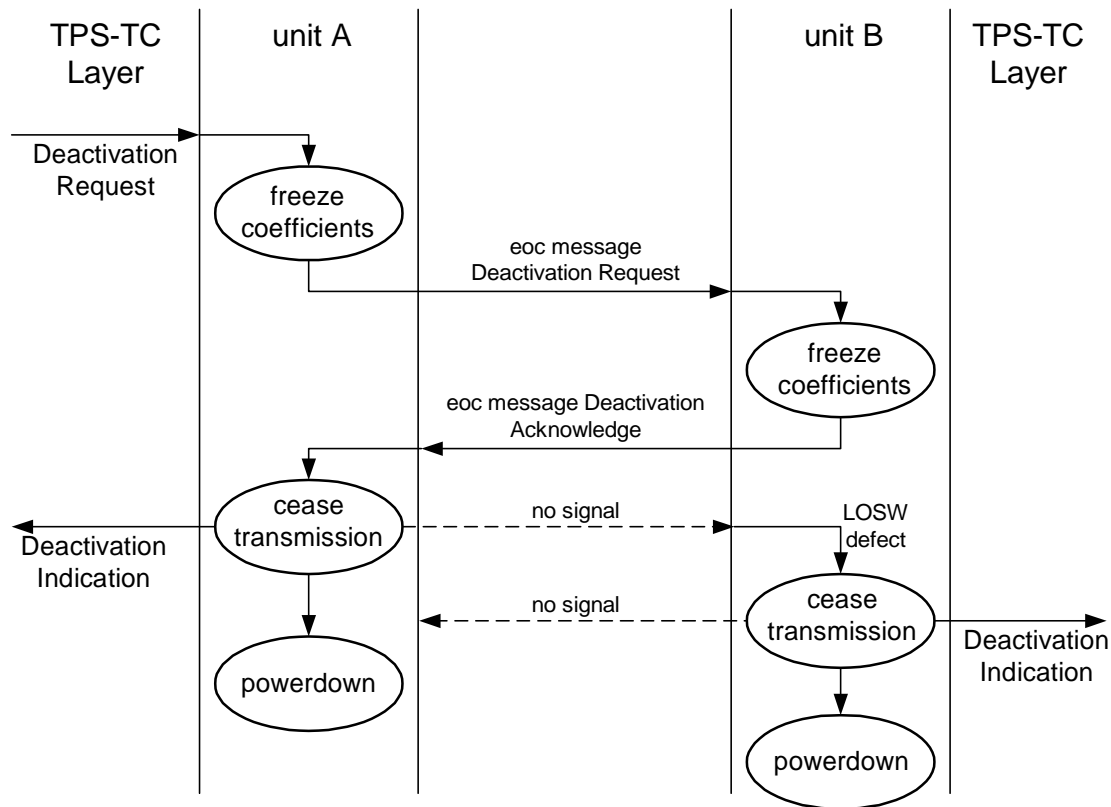 TPS-TC
Layer
unit A
unit B
TPS-TC
Layer
Deactivation
Request
freeze
coefficients
eoc message
Deactivation Request
freeze
coefficients
eoc message Deactivation
Acknowledge
cease
transmission
no signal
LOSW
defect
Deactivation
Indication
no signal
cease
transmission
Deactivation
Indication
powerdown
powerdown